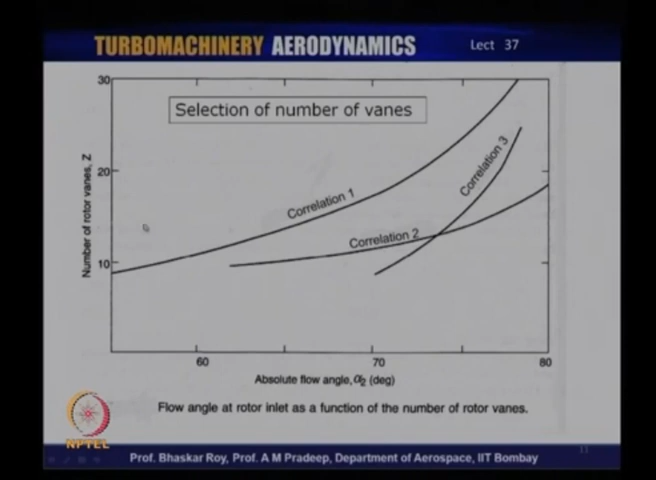 TURBOMACHINERY AERODYNAMICS
Lect 37
Selection of number of vanes
30
20
10
Number of rotor vanes, Z
Correlation 1
Correlation 2
Correlation 3
60
70
80
Absolute flow angle, α2 (deg)
Flow angle at rotor inlet as a function of the number of rotor vanes.
NPTEL
Prof. Bhaskar Roy, Prof. A M Pradeep, Department of Aerospace, IIT Bombay
11